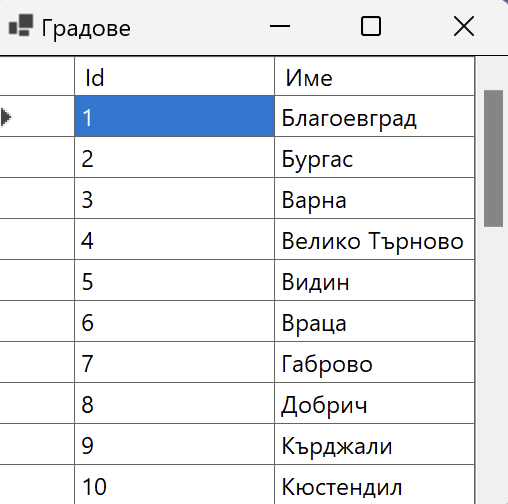 Градове
Id Име
1 Благоевград
2 Бургас
3 Варна
4 Велико Търново
5 Видин
6 Враца
7 Габрово
8 Добрич
9 Кърджали
10 Кюстендил